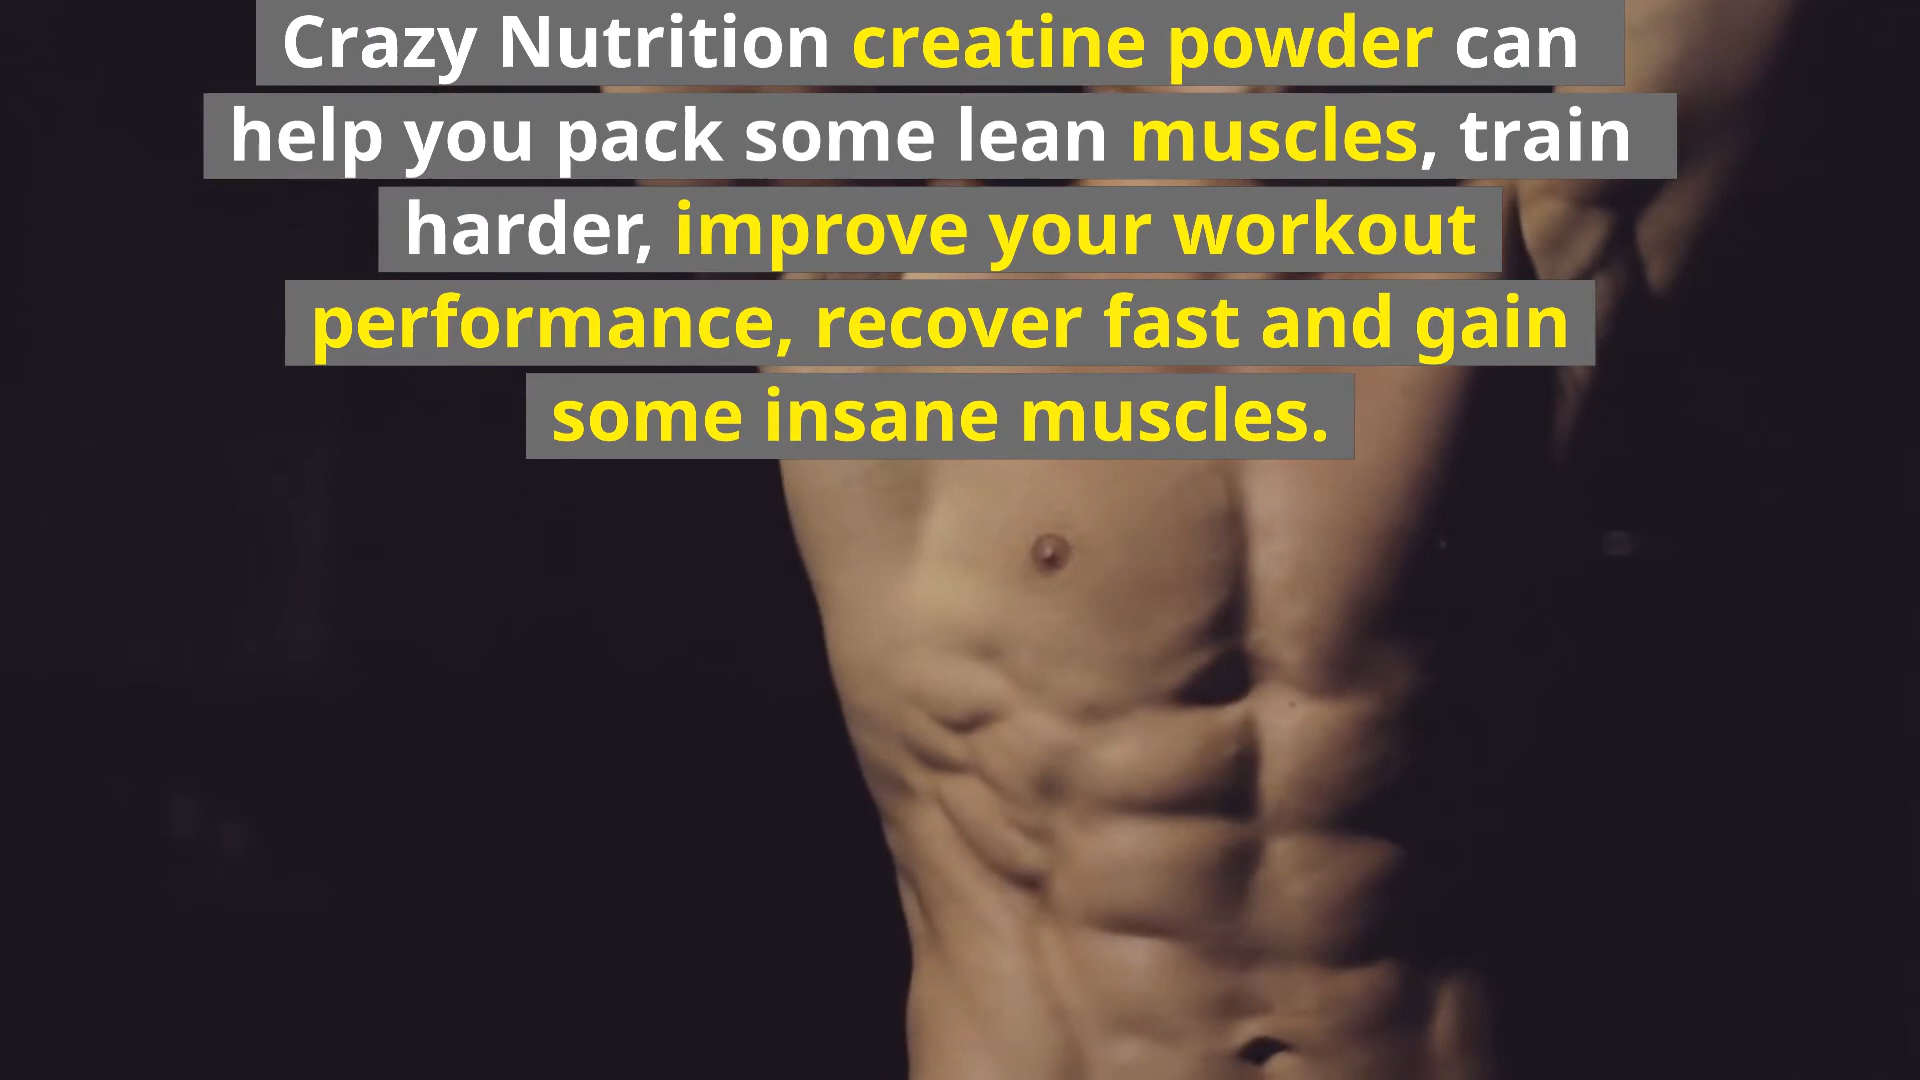 Crazy Nutrition creatine powder can
help you pack some lean muscles, train
harder, improve your workout
performance, recover fast and gain
some insane muscles.